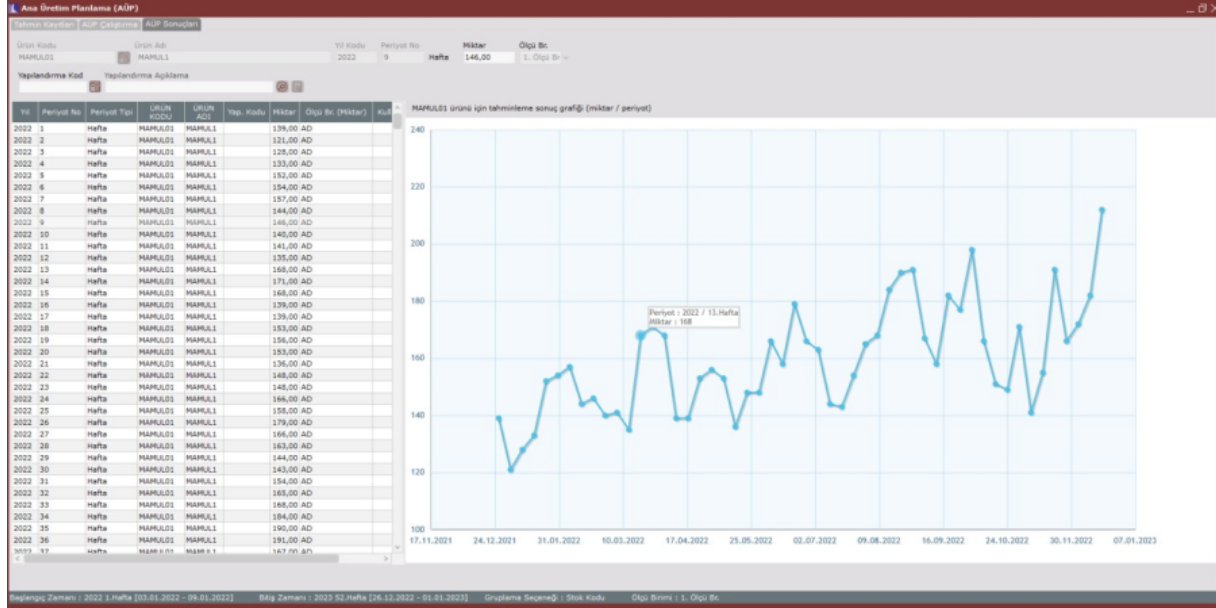 Ana Üretim Planlama (AÜP)
Tahmin Kayıtları AÜP Çalıştırma AÜP Sonuçları
Ürün Kodu Ürün Adı Yıl Kodu Periyot No Miktar Ölçü Br.
MAMUL01 MAMUL1 2022 9 Hafta 146,00 1. Ölçü Br
Yapılandırma Kod Yapılandırma Açıklama
Yıl Periyot No Periyot Tipi ÜRÜN KODU ÜRÜN ADI Yap. Kodu Miktar Ölçü Br. (Miktar) Kull
2022 1 Hafta MAMUL01 MAMUL1 139,00 AD
2022 2 Hafta MAMUL01 MAMUL1 121,00 AD
2022 3 Hafta MAMUL01 MAMUL1 128,00 AD
2022 4 Hafta MAMUL01 MAMUL1 133,00 AD
2022 5 Hafta MAMUL01 MAMUL1 152,00 AD
2022 6 Hafta MAMUL01 MAMUL1 154,00 AD
2022 7 Hafta MAMUL01 MAMUL1 157,00 AD
2022 8 Hafta MAMUL01 MAMUL1 144,00 AD
2022 9 Hafta MAMUL01 MAMUL1 146,00 AD
2022 10 Hafta MAMUL01 MAMUL1 140,00 AD
2022 11 Hafta MAMUL01 MAMUL1 141,00 AD
2022 12 Hafta MAMUL01 MAMUL1 135,00 AD
2022 13 Hafta MAMUL01 MAMUL1 168,00 AD
2022 14 Hafta MAMUL01 MAMUL1 171,00 AD
2022 15 Hafta MAMUL01 MAMUL1 168,00 AD
2022 16 Hafta MAMUL01 MAMUL1 139,00 AD
2022 17 Hafta MAMUL01 MAMUL1 139,00 AD
2022 18 Hafta MAMUL01 MAMUL1 153,00 AD
2022 19 Hafta MAMUL01 MAMUL1 156,00 AD
2022 20 Hafta MAMUL01 MAMUL1 153,00 AD
2022 21 Hafta MAMUL01 MAMUL1 136,00 AD
2022 22 Hafta MAMUL01 MAMUL1 148,00 AD
2022 23 Hafta MAMUL01 MAMUL1 148,00 AD
2022 24 Hafta MAMUL01 MAMUL1 166,00 AD
2022 25 Hafta MAMUL01 MAMUL1 158,00 AD
2022 26 Hafta MAMUL01 MAMUL1 179,00 AD
2022 27 Hafta MAMUL01 MAMUL1 166,00 AD
2022 28 Hafta MAMUL01 MAMUL1 163,00 AD
2022 29 Hafta MAMUL01 MAMUL1 144,00 AD
2022 30 Hafta MAMUL01 MAMUL1 143,00 AD
2022 31 Hafta MAMUL01 MAMUL1 154,00 AD
2022 32 Hafta MAMUL01 MAMUL1 165,00 AD
2022 33 Hafta MAMUL01 MAMUL1 168,00 AD
2022 34 Hafta MAMUL01 MAMUL1 184,00 AD
2022 35 Hafta MAMUL01 MAMUL1 190,00 AD
2022 36 Hafta MAMUL01 MAMUL1 191,00 AD
2022 37 Hafta MAMUL01 MAMUL1 167,00 AD
MAMUL01 ürünü için tahminleme sonuç grafiği (miktar / periyot)
240
220
200
180
Periyot : 2022 / 13.Hafta
Miktar : 168
160
140
120
100
17.11.2021 24.12.2021 31.01.2022 10.03.2022 17.04.2022 25.05.2022 02.07.2022 09.08.2022 16.09.2022 24.10.2022 30.11.2022 07.01.2023
Başlangıç Zamanı : 2022 1.Hafta [03.01.2022 - 09.01.2022] Bitiş Zamanı : 2023 52.Hafta [26.12.2022 - 01.01.2023] Gruplama Seçeneği : Stok Kodu Ölçü Birimi : 1. Ölçü Br.